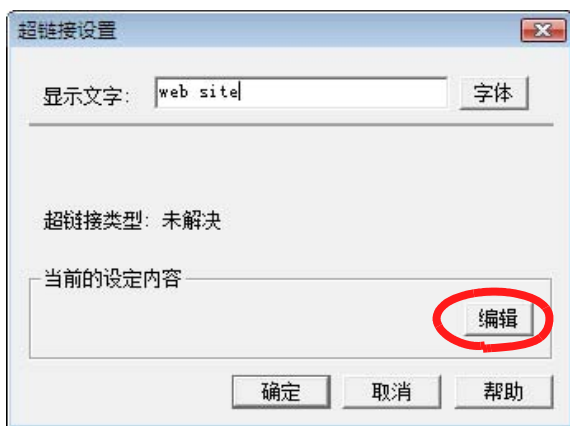 超链接设置
显示文字: web site 字体
超链接类型: 未解决
当前的设定内容
编辑
确定 取消 帮助